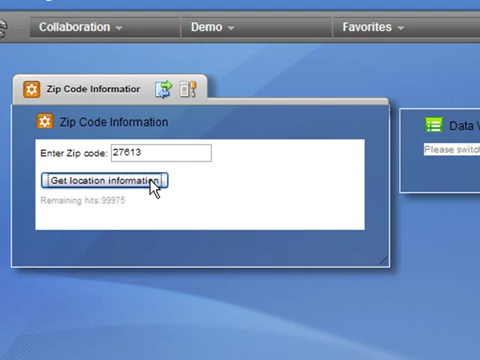 Collaboration
Demo
Favorites
Zip Code Informatior
Zip Code Information
Enter Zip code: 27613
Get location information
Remaining hits:99975
Data
Please switc